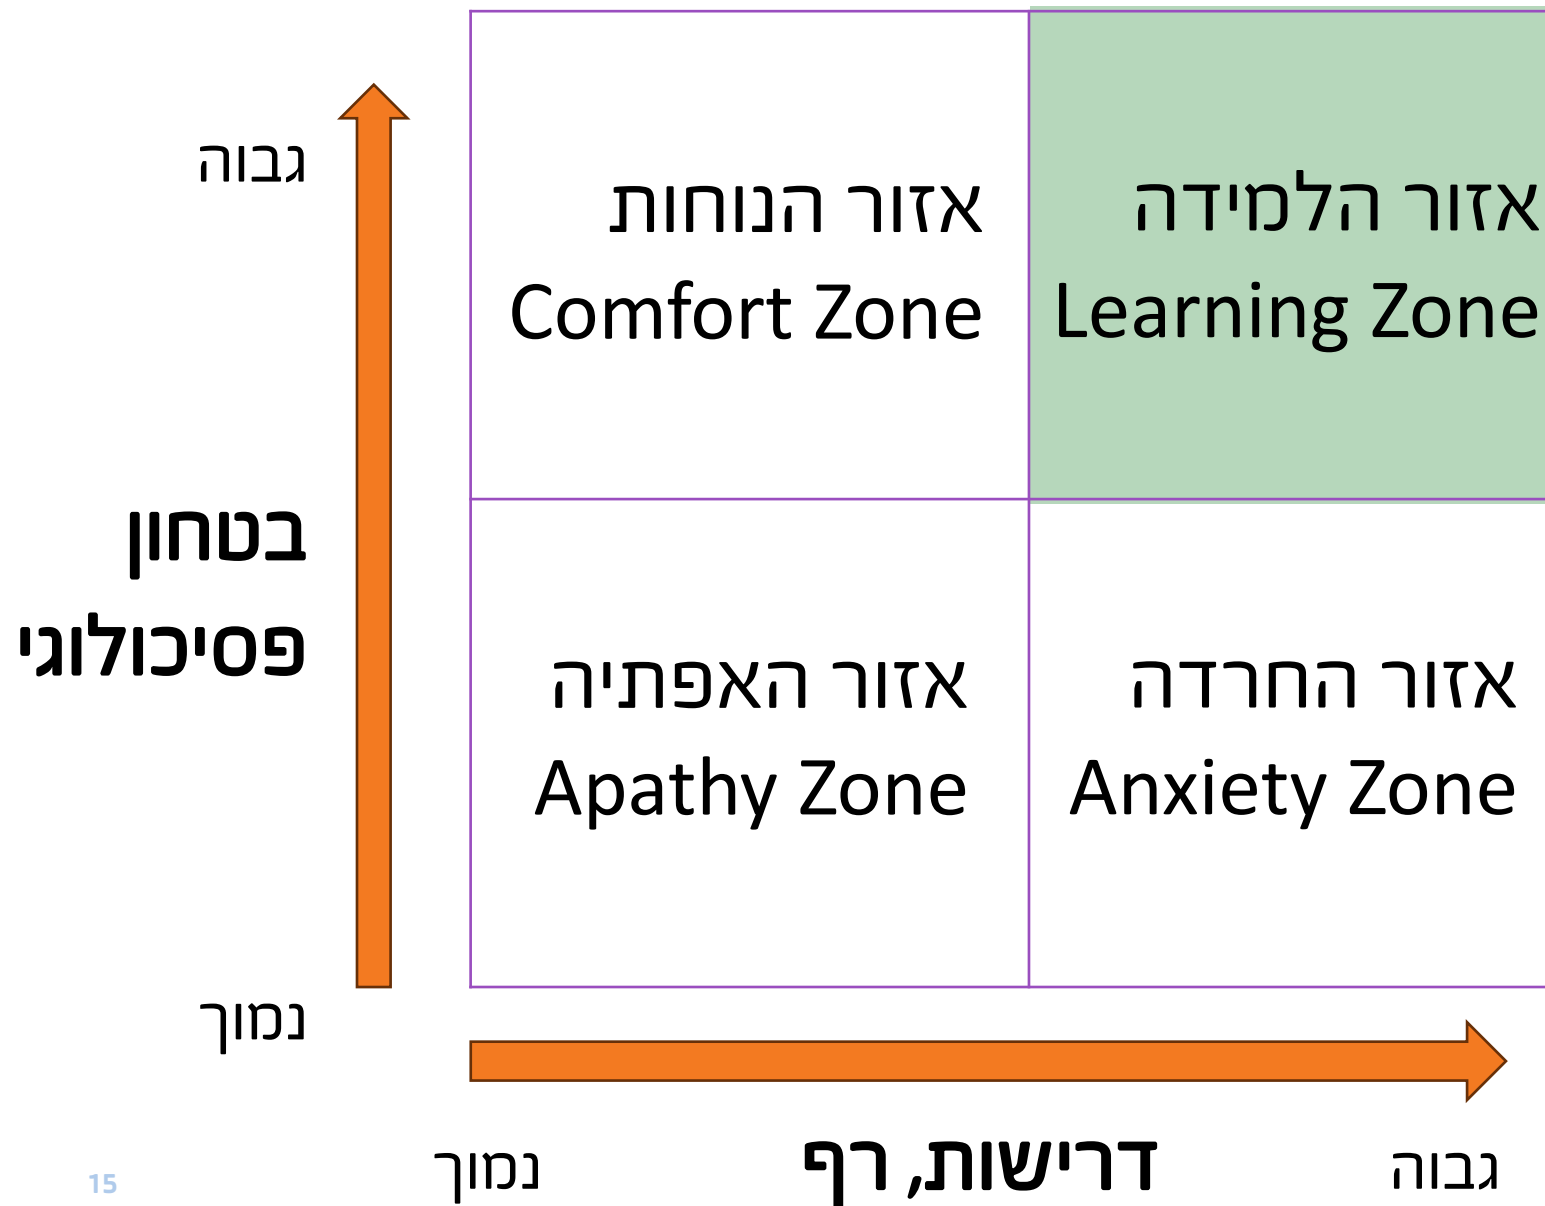 גבוה
אזור הנוחות
Comfort Zone
אזור הלמידה
Learning Zone
בטחון
פסיכולוגי
אזור האפתיה
Apathy Zone
אזור החרדה
Anxiety Zone
נמוך
נמוך
דרישות, רף
גבוה
15